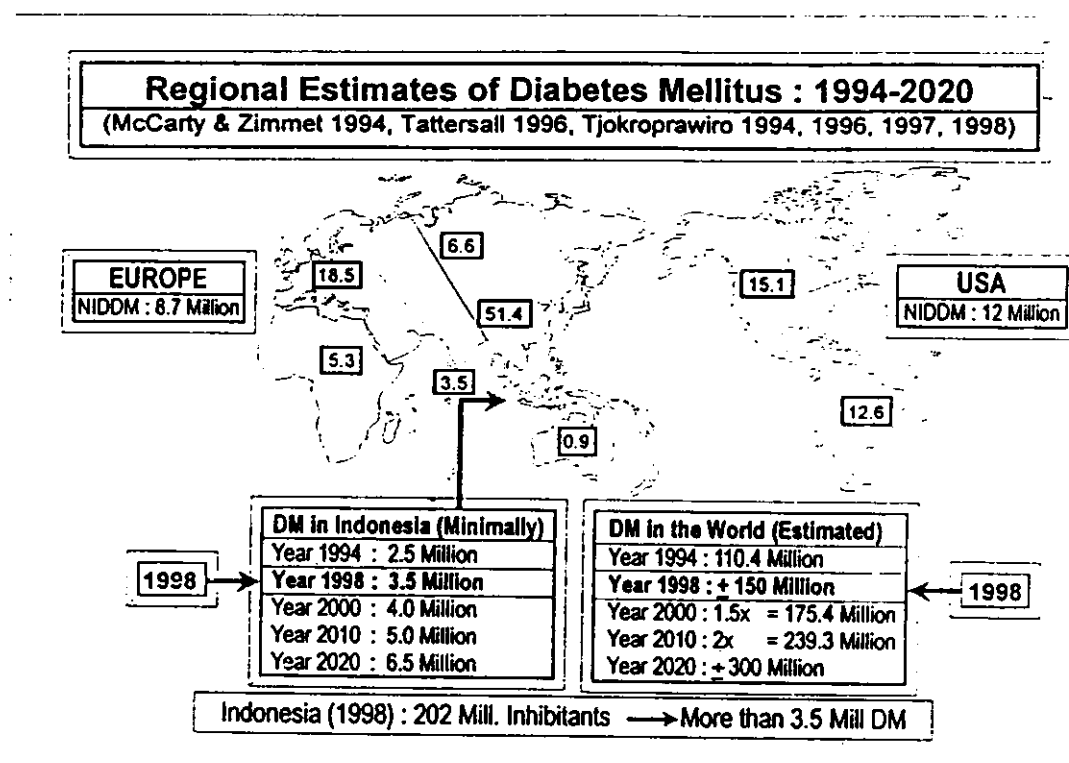 Regional Estimates of Diabetes Mellitus : 1994-2020
(McCarty & Zimmet 1994, Tattersall 1996, Tjokroprawiro 1994, 1996, 1997, 1998)
6.6
EUROPE
NIDDM : 8.7 Million
18.5
15.1
USA
NIDDM : 12 Million
51.4
5.3
3.5
12.6
0.9
DM in Indonesia (Minimally)
Year 1994 : 2.5 Million
Year 1998 : 3.5 Million
Year 2000 : 4.0 Million
Year 2010 : 5.0 Million
Year 2020 : 6.5 Million
1998
DM in the World (Estimated)
Year 1994 : 110.4 Million
Year 1998 : ± 150 Million
Year 2000 : 1.5x = 175.4 Million
Year 2010 : 2x = 239.3 Million
Year 2020 : ± 300 Million
1998
Indonesia (1998) : 202 Mill. Inhibitants → More than 3.5 Mill DM